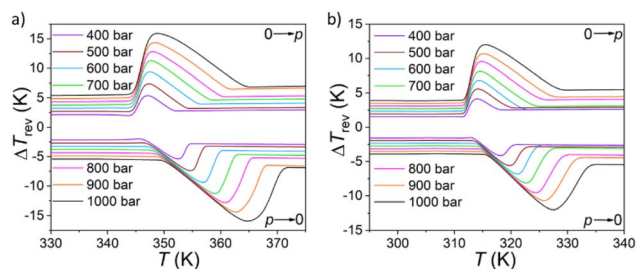 a)
15
10
5
0
-5
-10
-15
ΔT_rev (K)
400 bar
500 bar
600 bar
700 bar
0→p
800 bar
900 bar
1000 bar
p→0
330 340 350 360 370
T (K)
b)
15
10
5
0
-5
-10
-15
ΔT_rev (K)
400 bar
500 bar
600 bar
700 bar
0→p
800 bar
900 bar
1000 bar
p→0
300 310 320 330 340
T (K)